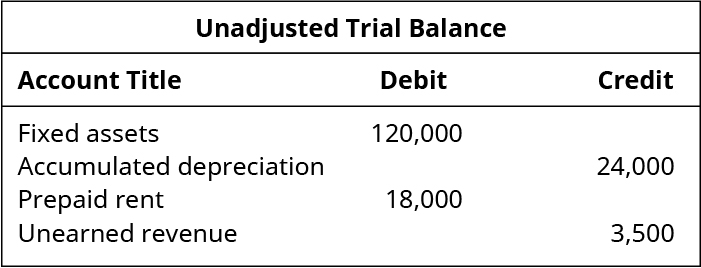 Unadjusted Trial Balance
Account Title Debit Credit
Fixed assets 120,000
Accumulated depreciation 24,000
Prepaid rent 18,000
Unearned revenue 3,500